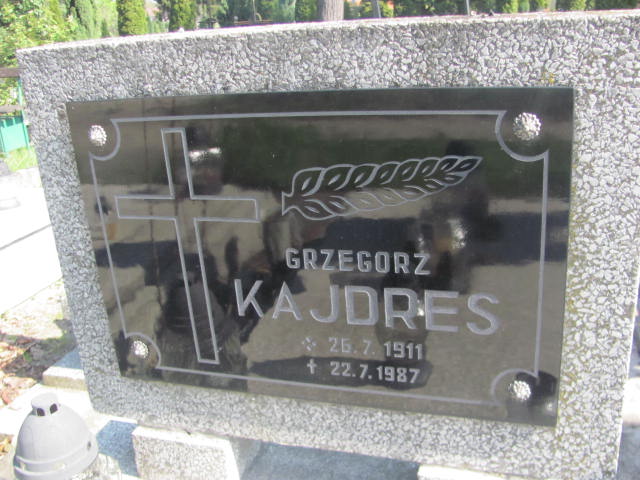 GRZEGORZ
KAJDRES
26.7.1911
✝ 22.7.1987